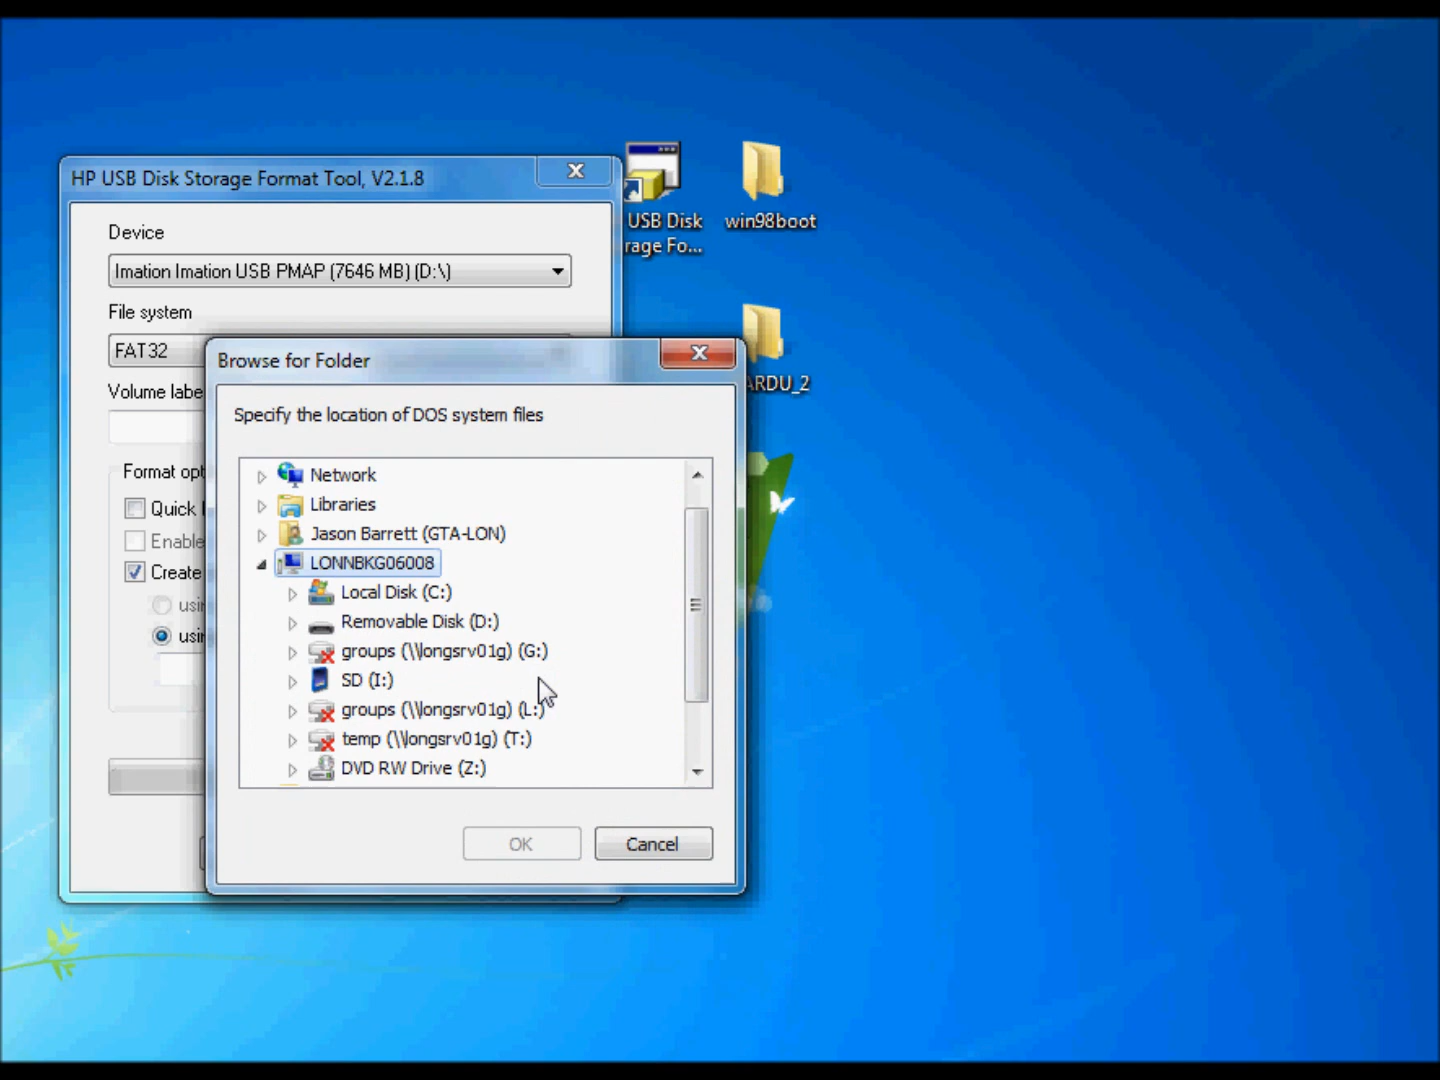 HP USB Disk Storage Format Tool, V2.1.8
Device
Imation Imation USB PMAP (7646 MB) (D:\)
File system
FAT32
Volume labe
Format opt
Quick
Enable
Create
usin
usin
Browse for Folder
Specify the location of DOS system files
Network
Libraries
Jason Barrett (GTA-LON)
LONNBKG06008
Local Disk (C:)
Removable Disk (D:)
groups (\\longsrv01g) (G:)
SD (I:)
groups (\\longsrv01g) (L:)
temp (\\longsrv01g) (T:)
DVD RW Drive (Z:)
OK
Cancel
USB Disk
rage Fo...
win98boot
ARDU_2